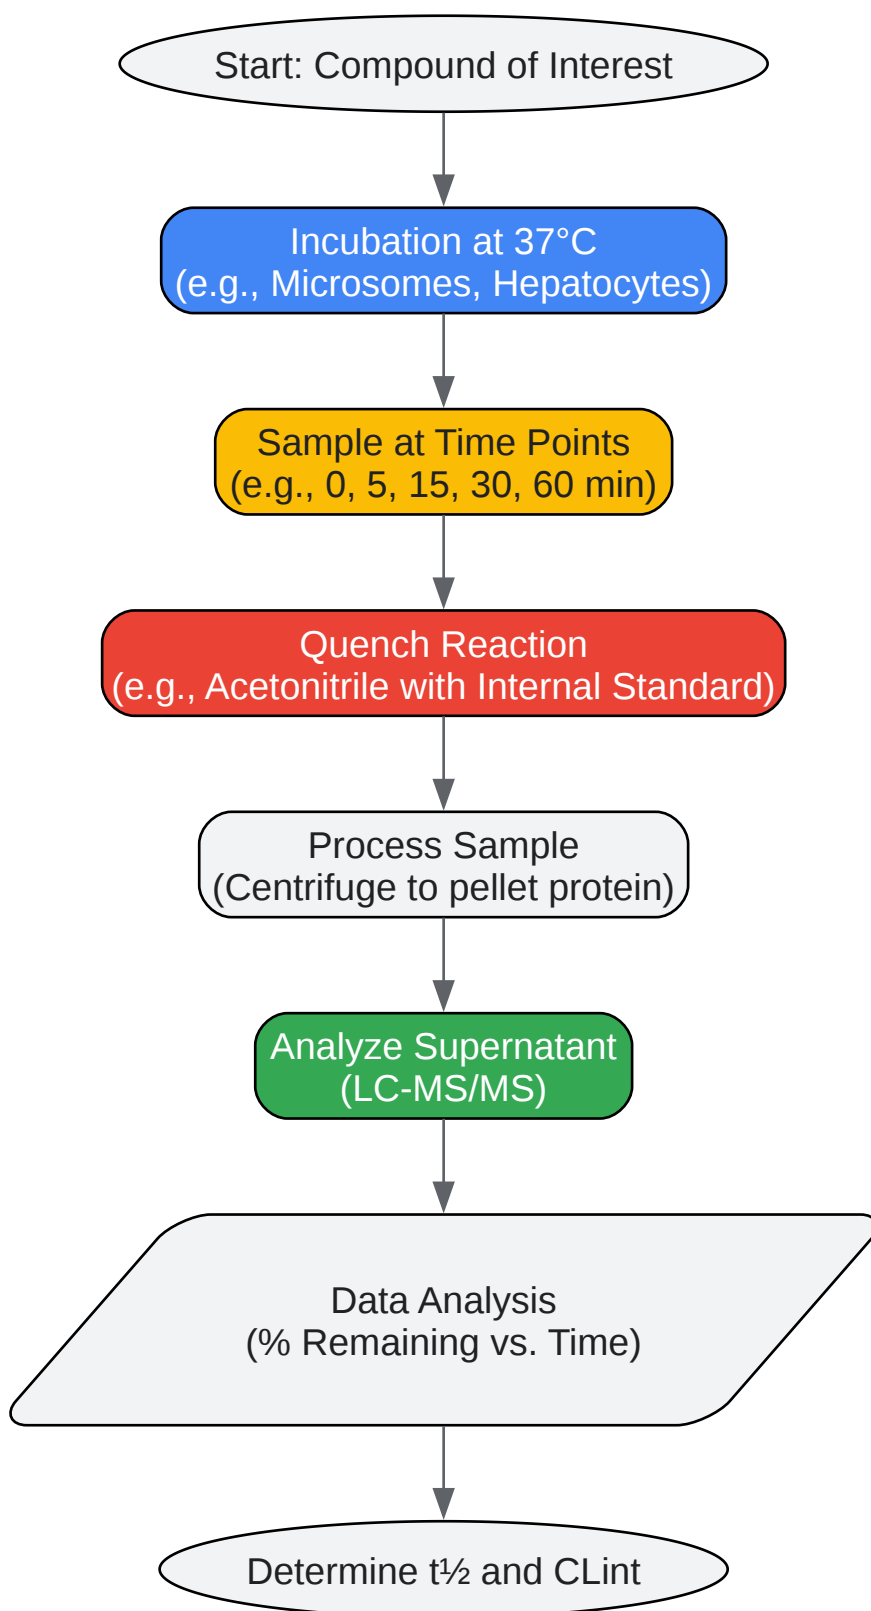 Start: Compound of Interest
Incubation at 37°C
(e.g., Microsomes, Hepatocytes)
Sample at Time Points
(e.g., 0, 5, 15, 30, 60 min)
Quench Reaction
(e.g., Acetonitrile with Internal Standard)
Process Sample
(Centrifuge to pellet protein)
Analyze Supernatant
(LC-MS/MS)
Data Analysis
(% Remaining vs. Time)
Determine t½ and CLint